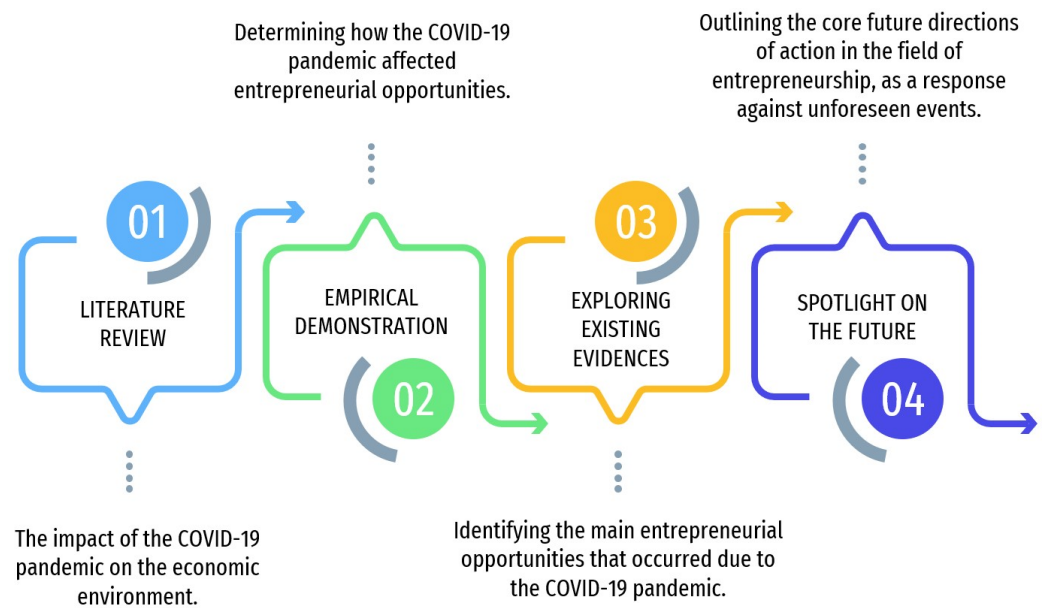 Determining how the COVID-19
pandemic affected
entrepreneurial opportunities.
Outlining the core future directions
of action in the field of
entrepreneurship, as a response
against unforeseen events.
01
LITERATURE
REVIEW
EMPIRICAL
DEMONSTRATION
02
03
EXPLORING
EXISTING
EVIDENCES
SPOTLIGHT ON
THE FUTURE
04
The impact of the COVID-19
pandemic on the economic
environment.
Identifying the main entrepreneurial
opportunities that occurred due to
the COVID-19 pandemic.